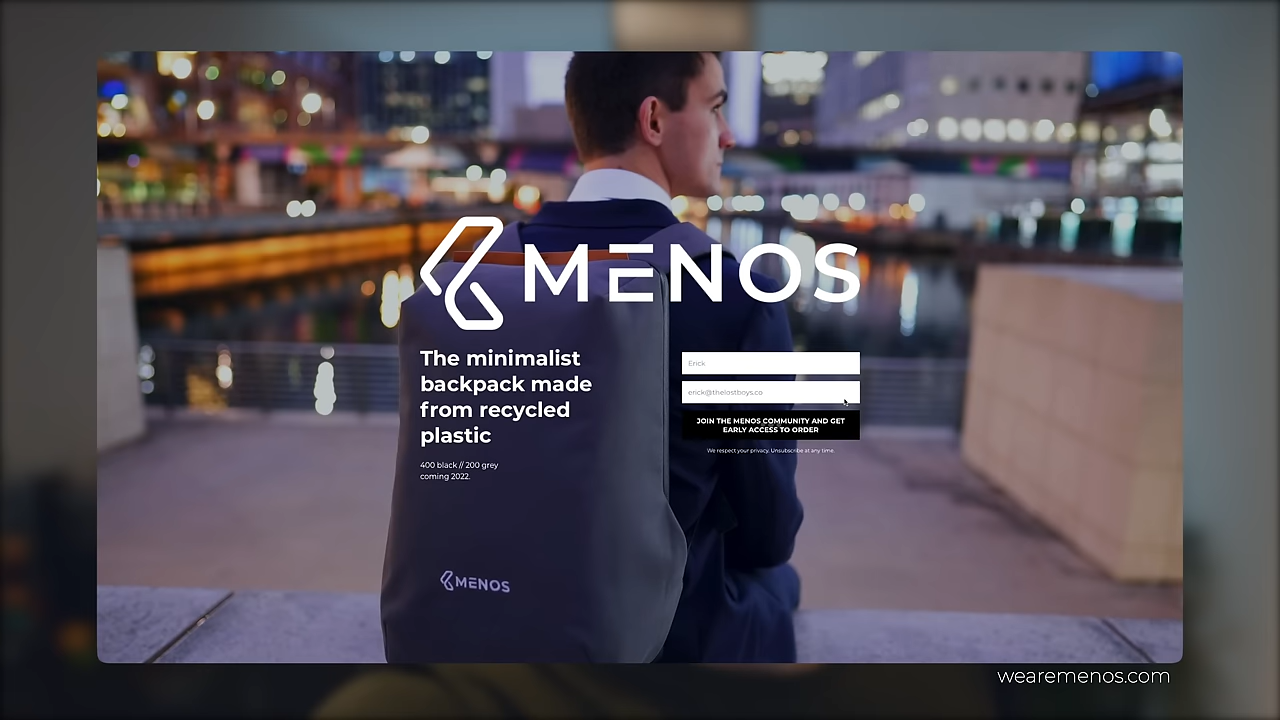 MENOS
The minimalist
backpack made
from recycled
plastic
400 black // 200 grey
coming 2022.
Erick
erick@thelostboys.co
JOIN THE MENOS COMMUNITY AND GET
EARLY ACCESS TO ORDER
We respect your privacy. Unsubscribe at any time.
MENOS
wearemenos.com